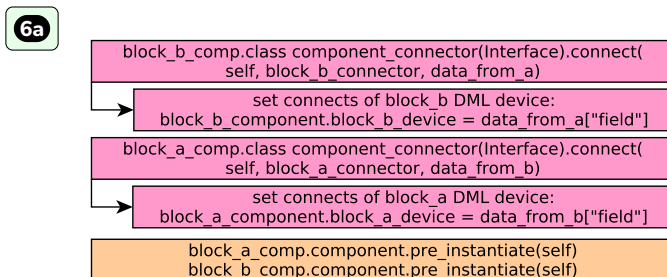 6a
block_b_comp.class component_connector(Interface).connect(
self, block_b_connector, data_from_a)
set connects of block_b DML device:
block_b_component.block_b_device = data_from_a["field"]
block_a_comp.class component_connector(Interface).connect(
self, block_a_connector, data_from_b)
set connects of block_a DML device:
block_a_component.block_a_device = data_from_b["field"]
block_a_comp.component.pre_instantiate(self)
block_b_comp.component.pre_instantiate(self)